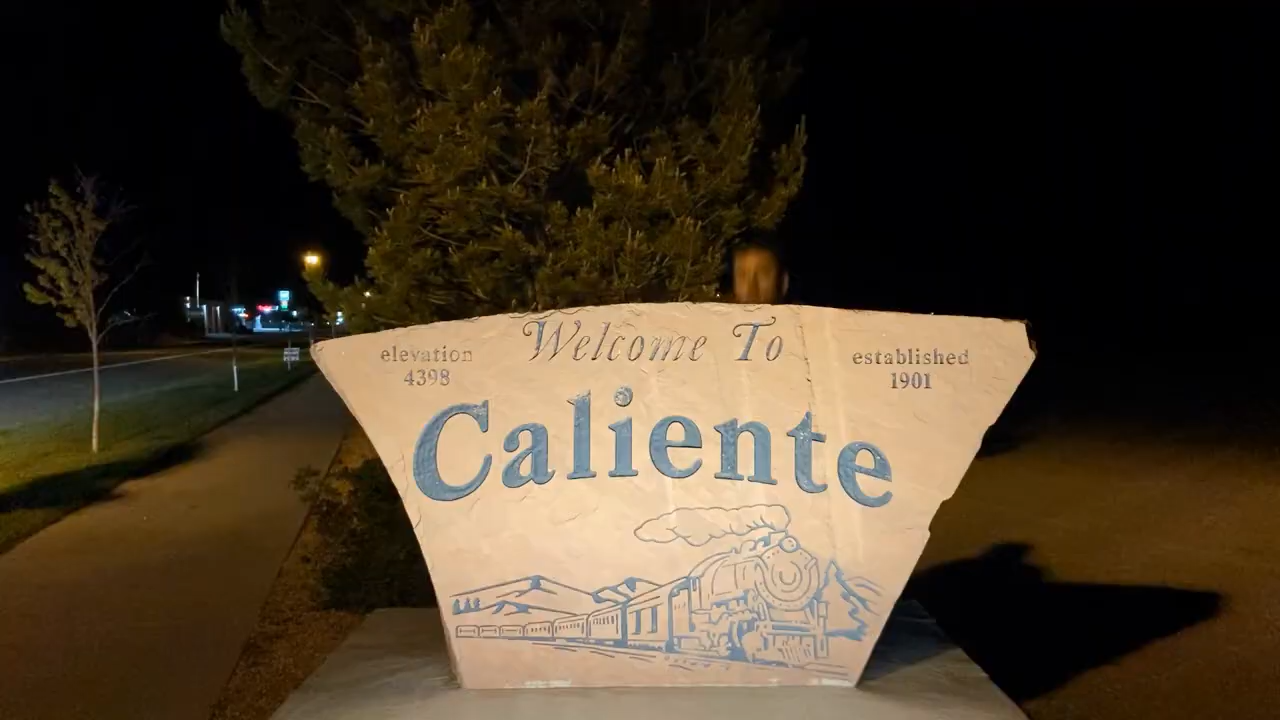 Welcome To
elevation
4398
established
1901
Caliente